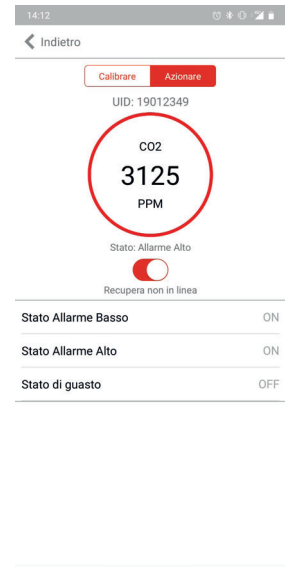 14:12
Indietro
Calibrare Azionare
UID: 19012349
CO2
3125
PPM
Stato: Allarme Alto
Recupera non in linea
Stato Allarme Basso ON
Stato Allarme Alto ON
Stato di guasto OFF